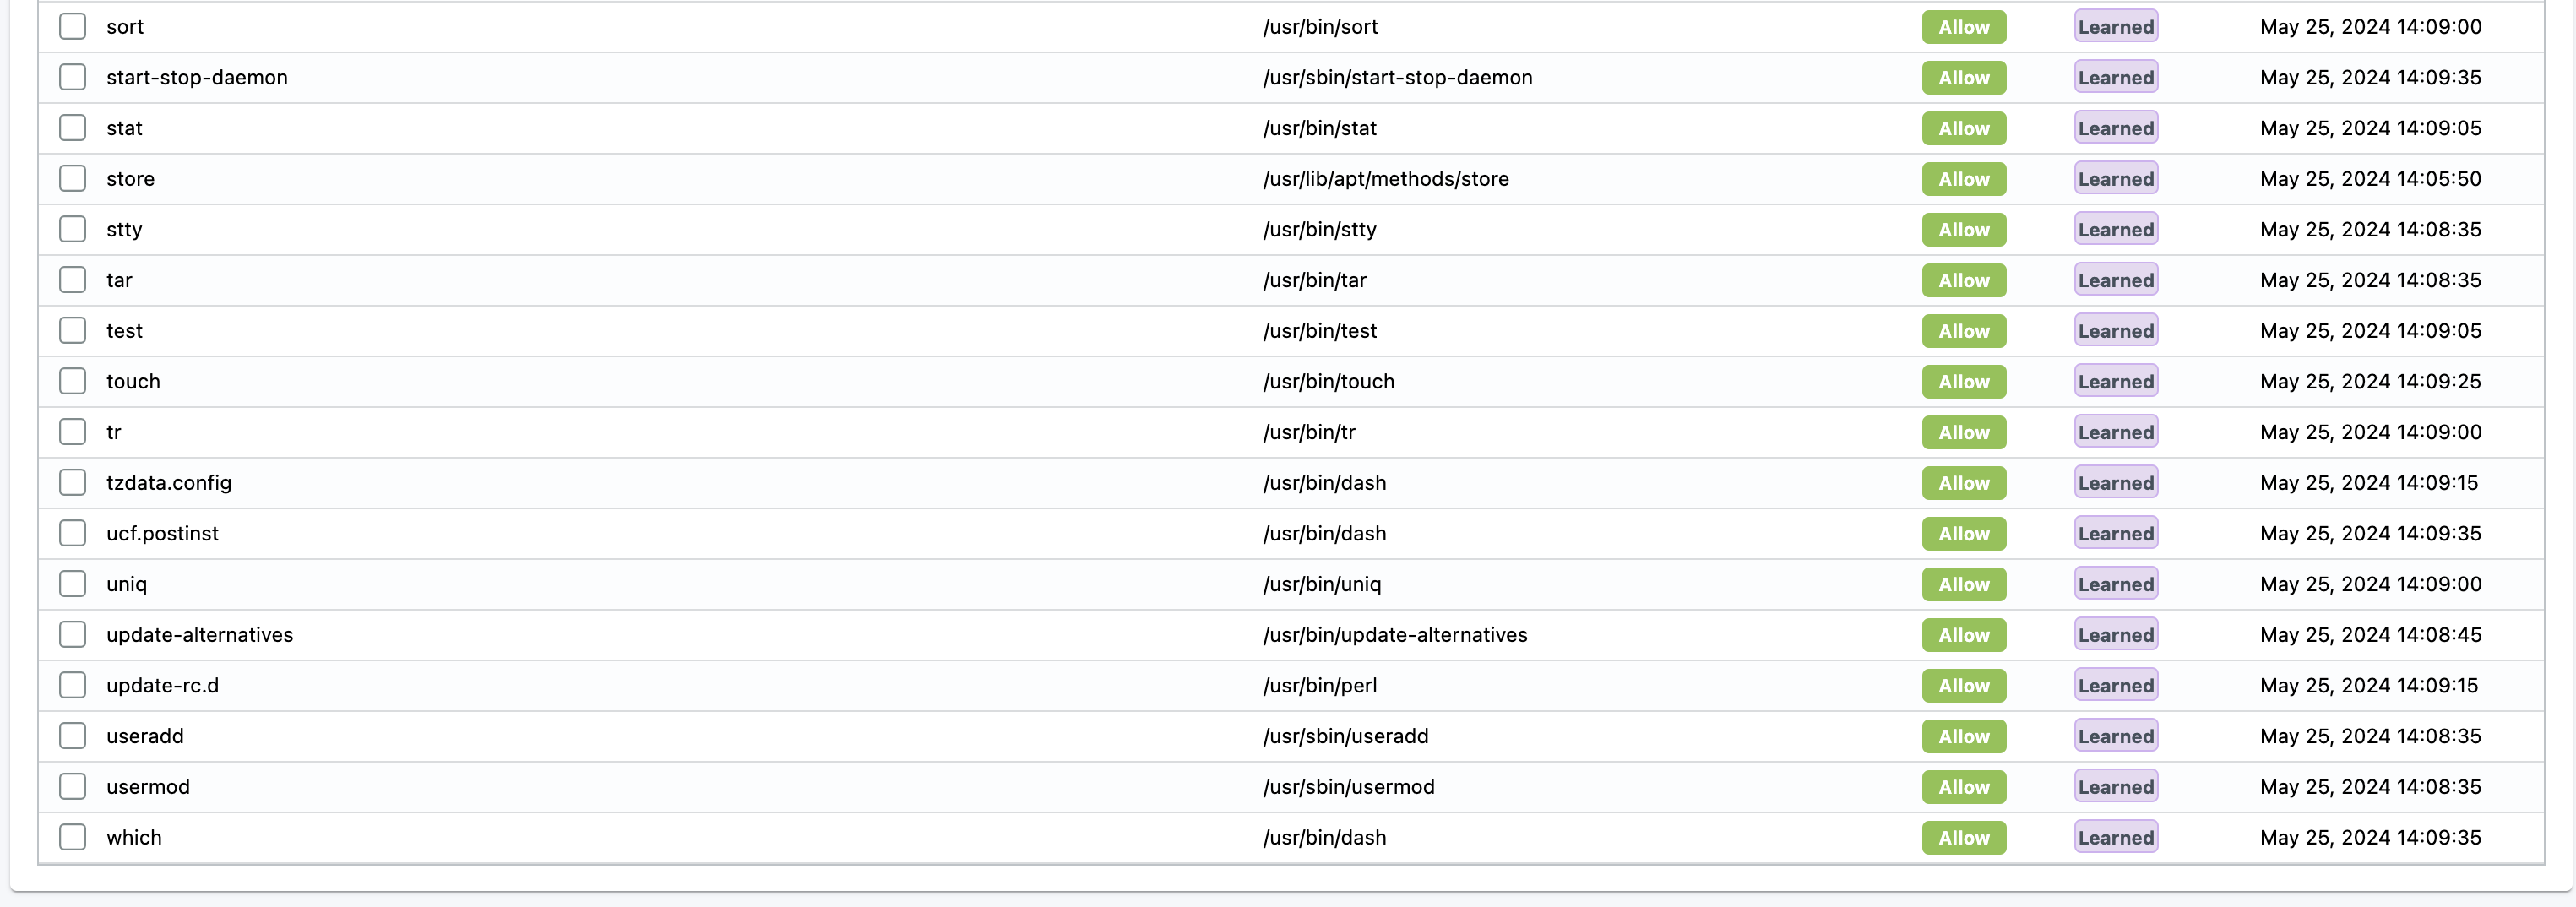 sort /usr/bin/sort Allow Learned May 25, 2024 14:09:00
start-stop-daemon /usr/sbin/start-stop-daemon Allow Learned May 25, 2024 14:09:35
stat /usr/bin/stat Allow Learned May 25, 2024 14:09:05
store /usr/lib/apt/methods/store Allow Learned May 25, 2024 14:05:50
stty /usr/bin/stty Allow Learned May 25, 2024 14:08:35
tar /usr/bin/tar Allow Learned May 25, 2024 14:08:35
test /usr/bin/test Allow Learned May 25, 2024 14:09:05
touch /usr/bin/touch Allow Learned May 25, 2024 14:09:25
tr /usr/bin/tr Allow Learned May 25, 2024 14:09:00
tzdata.config /usr/bin/dash Allow Learned May 25, 2024 14:09:15
ucf.postinst /usr/bin/dash Allow Learned May 25, 2024 14:09:35
uniq /usr/bin/uniq Allow Learned May 25, 2024 14:09:00
update-alternatives /usr/bin/update-alternatives Allow Learned May 25, 2024 14:08:45
update-rc.d /usr/bin/perl Allow Learned May 25, 2024 14:09:15
useradd /usr/sbin/useradd Allow Learned May 25, 2024 14:08:35
usermod /usr/sbin/usermod Allow Learned May 25, 2024 14:08:35
which /usr/bin/dash Allow Learned May 25, 2024 14:09:35